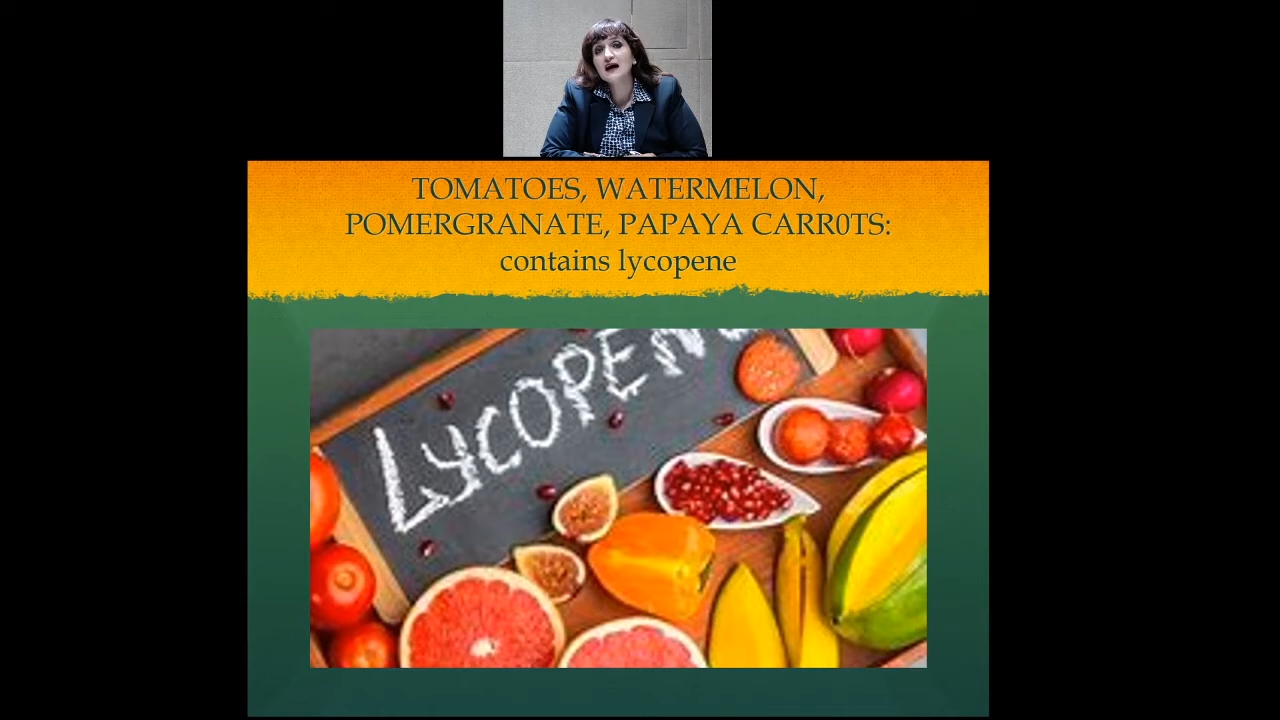 TOMATOES, WATERMELON,
POMERGRANATE, PAPAYA CARR0TS:
contains lycopene
LYCOPEN